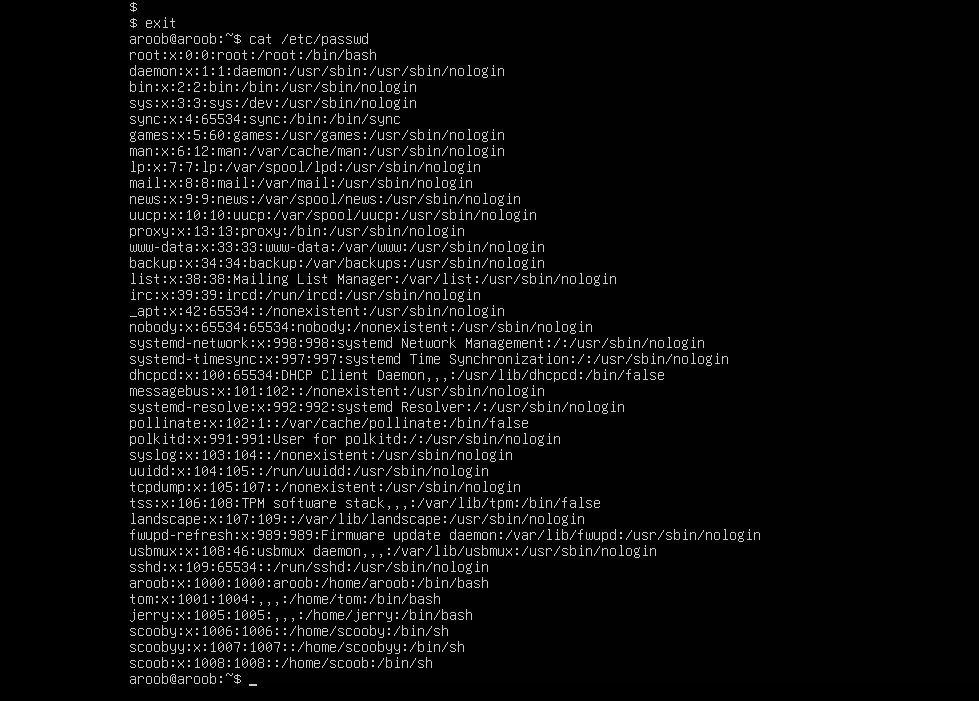 $
$ exit
aroob@aroob:~$ cat /etc/passwd
root:x:0:0:root:/root:/bin/bash
daemon:x:1:1:daemon:/usr/sbin:/usr/sbin/nologin
bin:x:2:2:bin:/bin:/usr/sbin/nologin
sys:x:3:3:sys:/dev:/usr/sbin/nologin
sync:x:4:65534:sync:/bin:/bin/sync
games:x:5:60:games:/usr/games:/usr/sbin/nologin
man:x:6:12:man:/var/cache/man:/usr/sbin/nologin
lp:x:7:7:lp:/var/spool/lpd:/usr/sbin/nologin
mail:x:8:8:mail:/var/mail:/usr/sbin/nologin
news:x:9:9:news:/var/spool/news:/usr/sbin/nologin
uucp:x:10:10:uucp:/var/spool/uucp:/usr/sbin/nologin
proxy:x:13:13:proxy:/bin:/usr/sbin/nologin
www-data:x:33:33:www-data:/var/www:/usr/sbin/nologin
backup:x:34:34:backup:/var/backups:/usr/sbin/nologin
list:x:38:38:Mailing List Manager:/var/list:/usr/sbin/nologin
irc:x:39:39:ircd:/run/ircd:/usr/sbin/nologin
_apt:x:42:65534::/nonexistent:/usr/sbin/nologin
nobody:x:65534:65534:nobody:/nonexistent:/usr/sbin/nologin
systemd-network:x:998:998:systemd Network Management:/:/usr/sbin/nologin
systemd-timesync:x:997:997:systemd Time Synchronization:/:/usr/sbin/nologin
dhcpcd:x:100:65534:DHCP Client Daemon,,,:/usr/lib/dhcpcd:/bin/false
messagebus:x:101:102::/nonexistent:/usr/sbin/nologin
systemd-resolve:x:992:992:systemd Resolver:/:/usr/sbin/nologin
pollinate:x:102:1::/var/cache/pollinate:/bin/false
polkitd:x:991:991:User for polkitd:/:/usr/sbin/nologin
syslog:x:103:104::/nonexistent:/usr/sbin/nologin
uuidd:x:104:105::/run/uuidd:/usr/sbin/nologin
tcpdump:x:105:107::/nonexistent:/usr/sbin/nologin
tss:x:106:108:TPM software stack,,,:/var/lib/tpm:/bin/false
landscape:x:107:109::/var/lib/landscape:/usr/sbin/nologin
fwupd-refresh:x:989:989:Firmware update daemon:/var/lib/fwupd:/usr/sbin/nologin
usbmux:x:108:46:usbmux daemon,,,:/var/lib/usbmux:/usr/sbin/nologin
sshd:x:109:65534::/run/sshd:/usr/sbin/nologin
aroob:x:1000:1000:aroob:/home/aroob:/bin/bash
tom:x:1001:1004:,,,:/home/tom:/bin/bash
jerry:x:1005:1005:,,,:/home/jerry:/bin/bash
scooby:x:1006:1006::/home/scooby:/bin/sh
scoobyy:x:1007:1007::/home/scoobyy:/bin/sh
scoob:x:1008:1008::/home/scoob:/bin/sh
aroob@aroob:~$ _